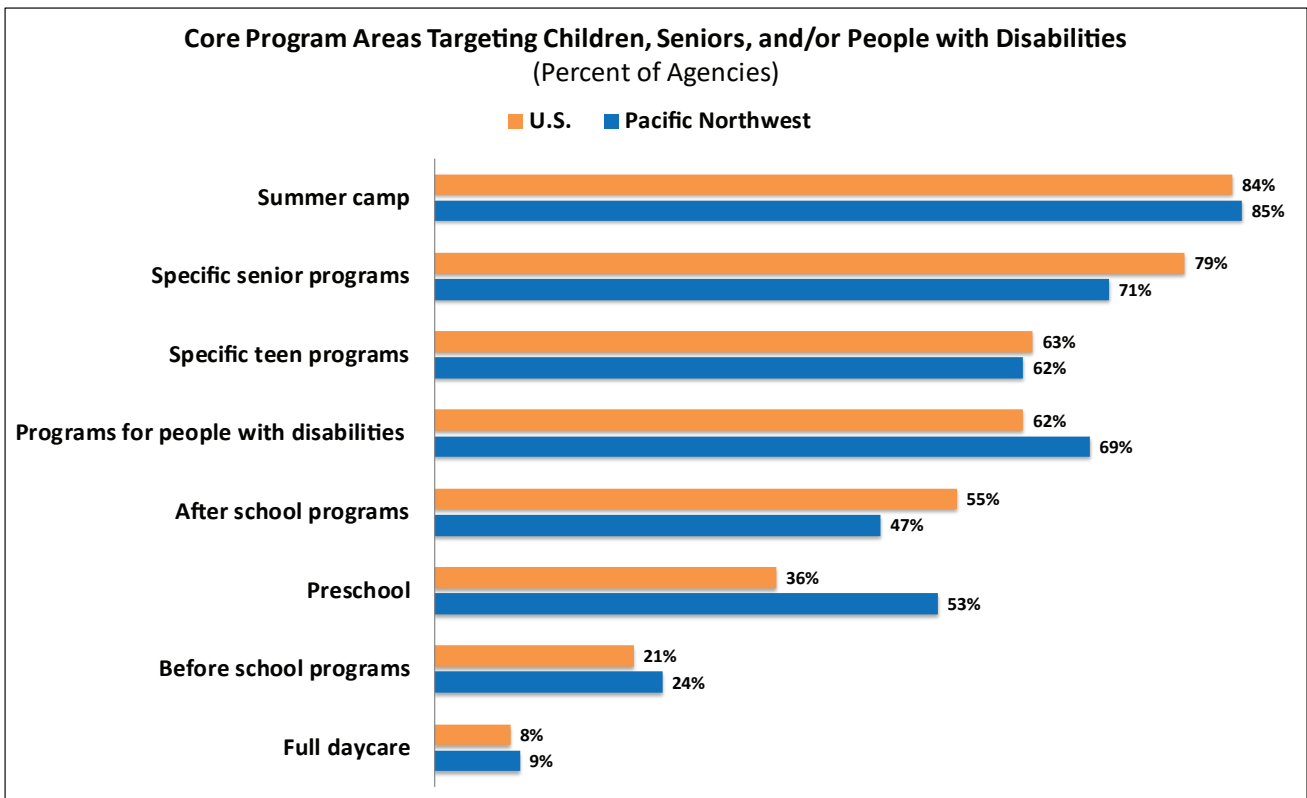 Core Program Areas Targeting Children, Seniors, and/or People with Disabilities
(Percent of Agencies)
U.S. Pacific Northwest
Summer camp
84%
85%
Specific senior programs
79%
71%
Specific teen programs
63%
62%
Programs for people with disabilities
62%
69%
After school programs
55%
47%
Preschool
36%
53%
Before school programs
21%
24%
Full daycare
8%
9%